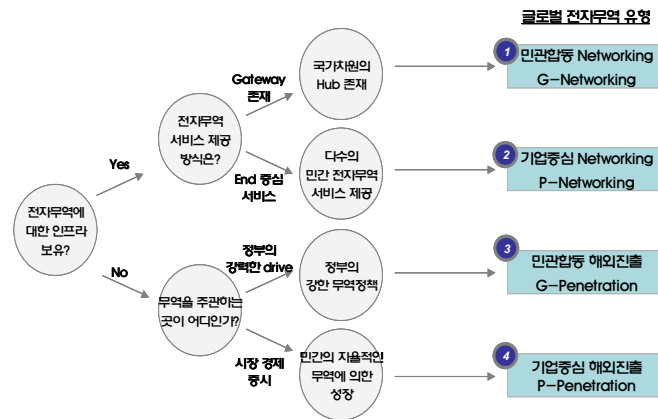 글로벌 전자무역 유형
1
민관합동 Networking
G-Networking
국가차원의
Hub 존재
Gateway
존재
전자무역
서비스 제공
방식은?
2
기업중심 Networking
P-Networking
다수의
민간 전자무역
서비스 제공
Yes
End 중심
서비스
전자무역에
대한 인프라
보유?
3
민관합동 해외진출
G-Penetration
정부의
강력한 drive
정부의
강한 무역정책
No
무역을 주관하는
곳이 어디인가?
4
기업중심 해외진출
P-Penetration
시장 경제
중시
민간의 자율적인
무역에 의한
성장